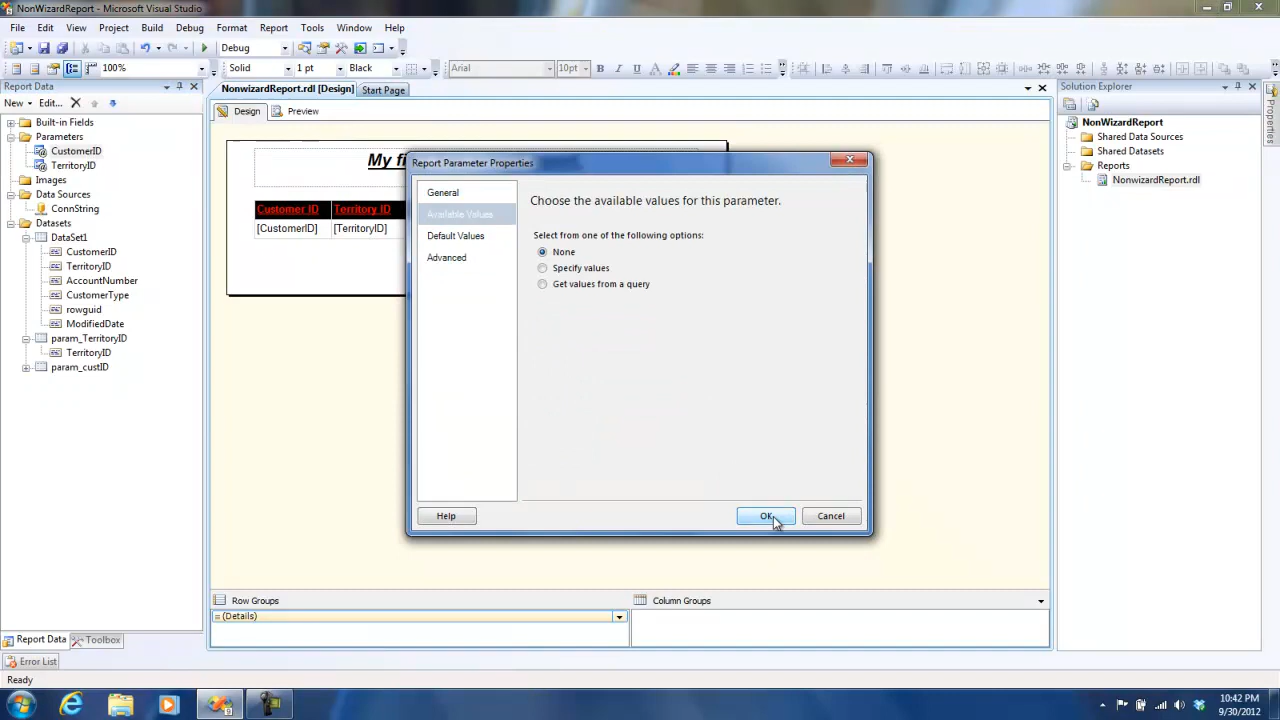 NonWizardReport - Microsoft Visual Studio
File Edit View Project Build Debug Format Report Tools Window Help
Debug
100% Solid 1 pt Black Arial 10pt
Report Data
New Edit...
Built-in Fields
Parameters
CustomerID
TerritoryID
Images
Data Sources
ConnString
Datasets
DataSet1
CustomerID
TerritoryID
AccountNumber
CustomerType
rowguid
ModifiedDate
param_TerritoryID
TerritoryID
param_custID
Report Data Toolbox
Error List
Ready
NonwizardReport.rdl [Design] Start Page
Design Preview
My fi
Customer ID Territory ID
[CustomerID] [TerritoryID]
Report Parameter Properties
General
Available Values
Default Values
Advanced
Choose the available values for this parameter.
Select from one of the following options:
None
Specify values
Get values from a query
Help OK Cancel
Row Groups Column Groups
(Details)
Solution Explorer
NonWizardReport
Shared Data Sources
Shared Datasets
Reports
NonwizardReport.rdl
Properties
10:42 PM
9/30/2012